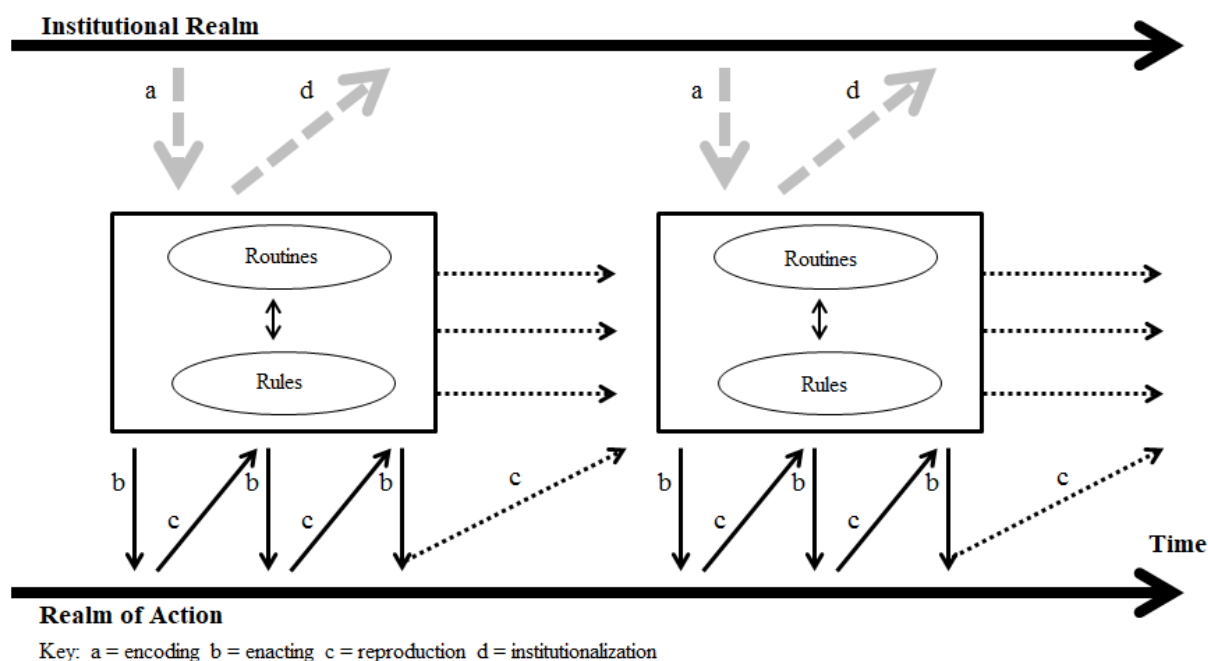 Institutional Realm
a
d
a
d
Routines
Routines
Rules
Rules
b
b
b
c
b
b
b
c
c
c
c
c
Time
Realm of Action
Key: a = encoding b = enacting c = reproduction d = institutionalization